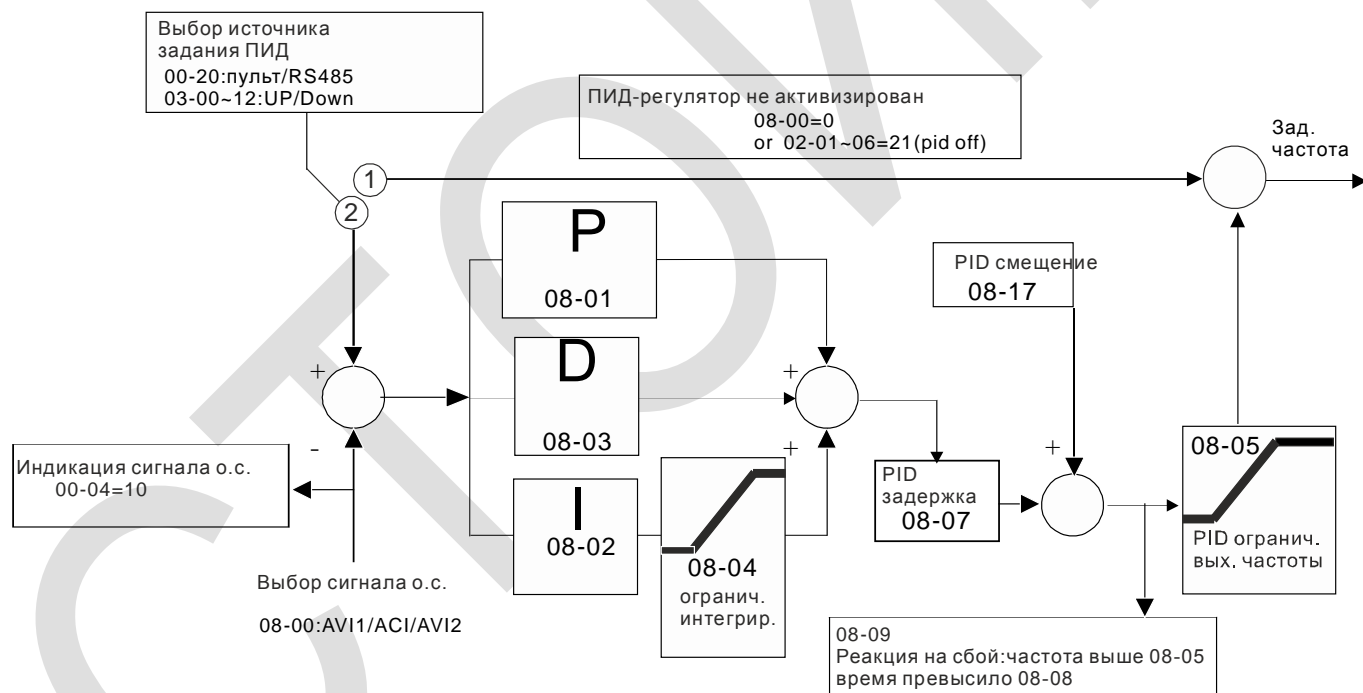 Выбор источника
задания ПИД
00-20:пульт/RS485
03-00~12:UP/Down
ПИД-регулятор не активизирован
08-00=0
or 02-01~06=21(pid off)
Зад.
частота
1
2
P
08-01
PID смещение
08-17
+
D
08-03
+
+
-
+
+
08-05
Индикация сигнала о.с.
00-04=10
I
08-02
08-04
огранич.
интегрир.
PID
задержка
08-07
PID огранич.
вых. частоты
Выбор сигнала о.с.
08-00:AVI1/ACI/AVI2
08-09
Реакция на сбой:частота выше 08-05
время превысило 08-08
СТОИК